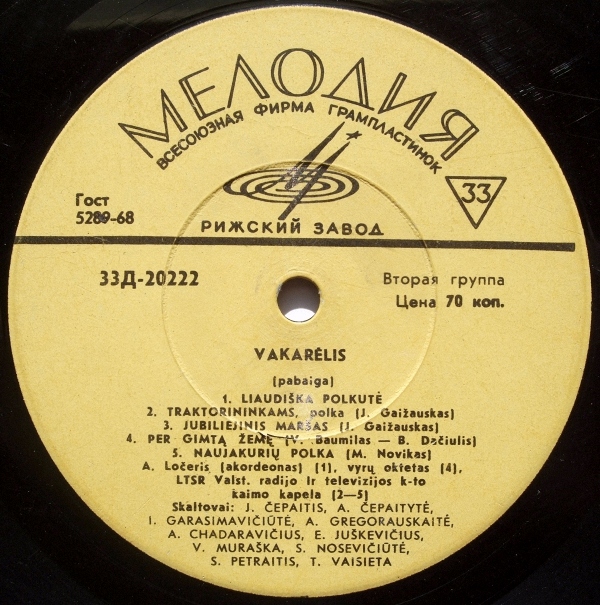 МЕЛОДИЯ
ВСЕСОЮЗНАЯ ФИРМА ГРАМПЛАСТИНОК
33
Гост
5289-68
РИЖСКИЙ ЗАВОД
33Д-20222
Вторая группа
Цена 70 коп.
VAKARĖLIS
(pabaiga)
1. LIAUDIŠKA POLKUTĖ
2. TRAKTORININKAMS, polka (J. Gaižauskas)
3. JUBILIEJINIS MARŠAS (J. Gaižauskas)
4. PER GIMTĄ ŽEMĘ (V. Baumilas — B. Dačiulis)
5. NAUJAKURIŲ POLKA (M. Novikas)
A. Ločeris (akordeonas) (1), vyrų oktetas (4),
LTSR Valst. radijo Ir televizijos k-to
kaimo kapela (2—5)
Skaitovai: J. ČEPAITIS, A. ČEPAITYTĖ,
I. GARASIMAVIČIŪTĖ, A. GREGORAUSKAITĖ,
A. CHADARAVIČIUS, E. JUŠKEVIČIUS,
V. MURAŠKA, S. NOSEVIČIŪTĖ,
S. PETRAITIS, T. VAISIETA